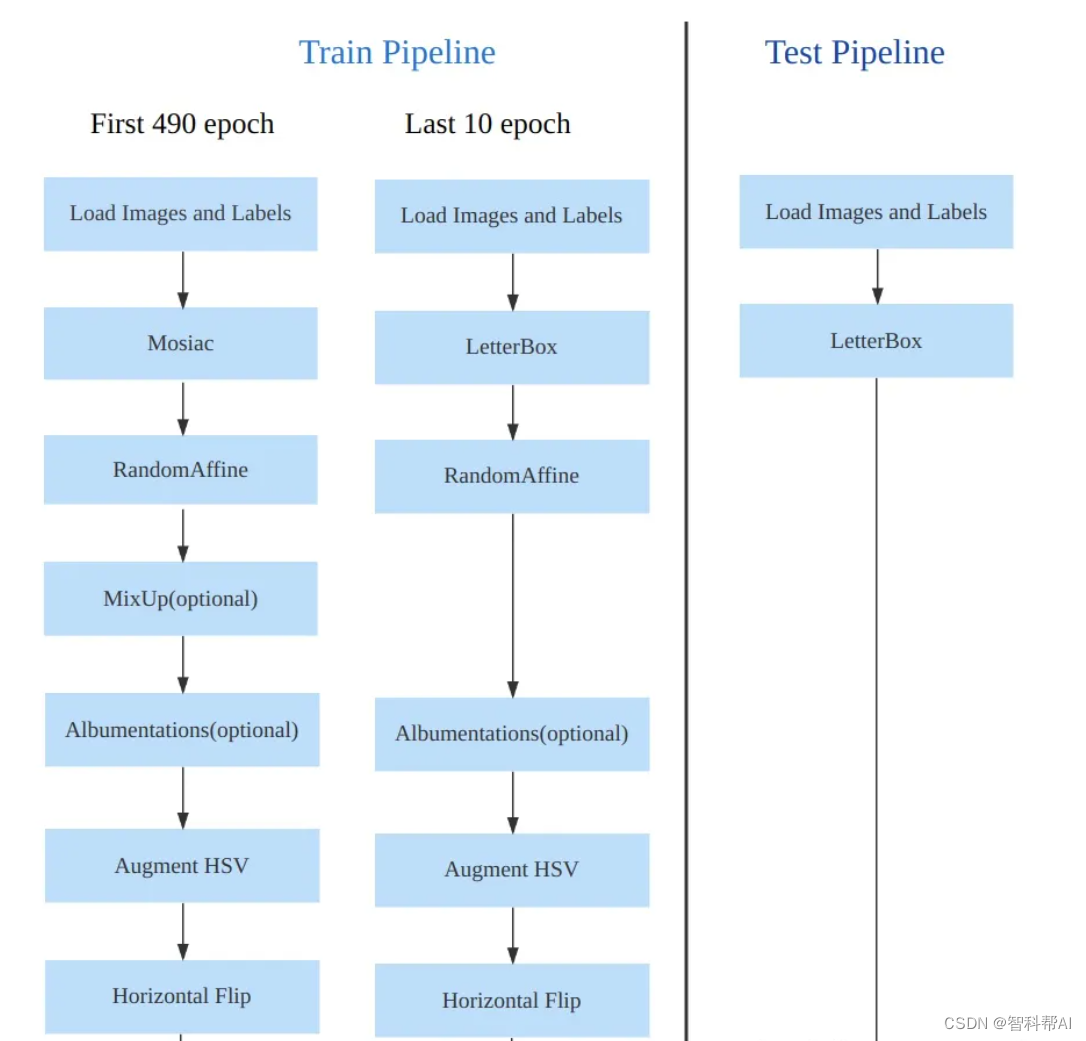 Train Pipeline
Test Pipeline
First 490 epoch
Last 10 epoch
Load Images and Labels
Mosiac
RandomAffine
MixUp(optional)
Albumentations(optional)
Augment HSV
Horizontal Flip
Load Images and Labels
LetterBox
RandomAffine
Albumentations(optional)
Augment HSV
Horizontal Flip
Load Images and Labels
LetterBox
CSDN @智科帮AI